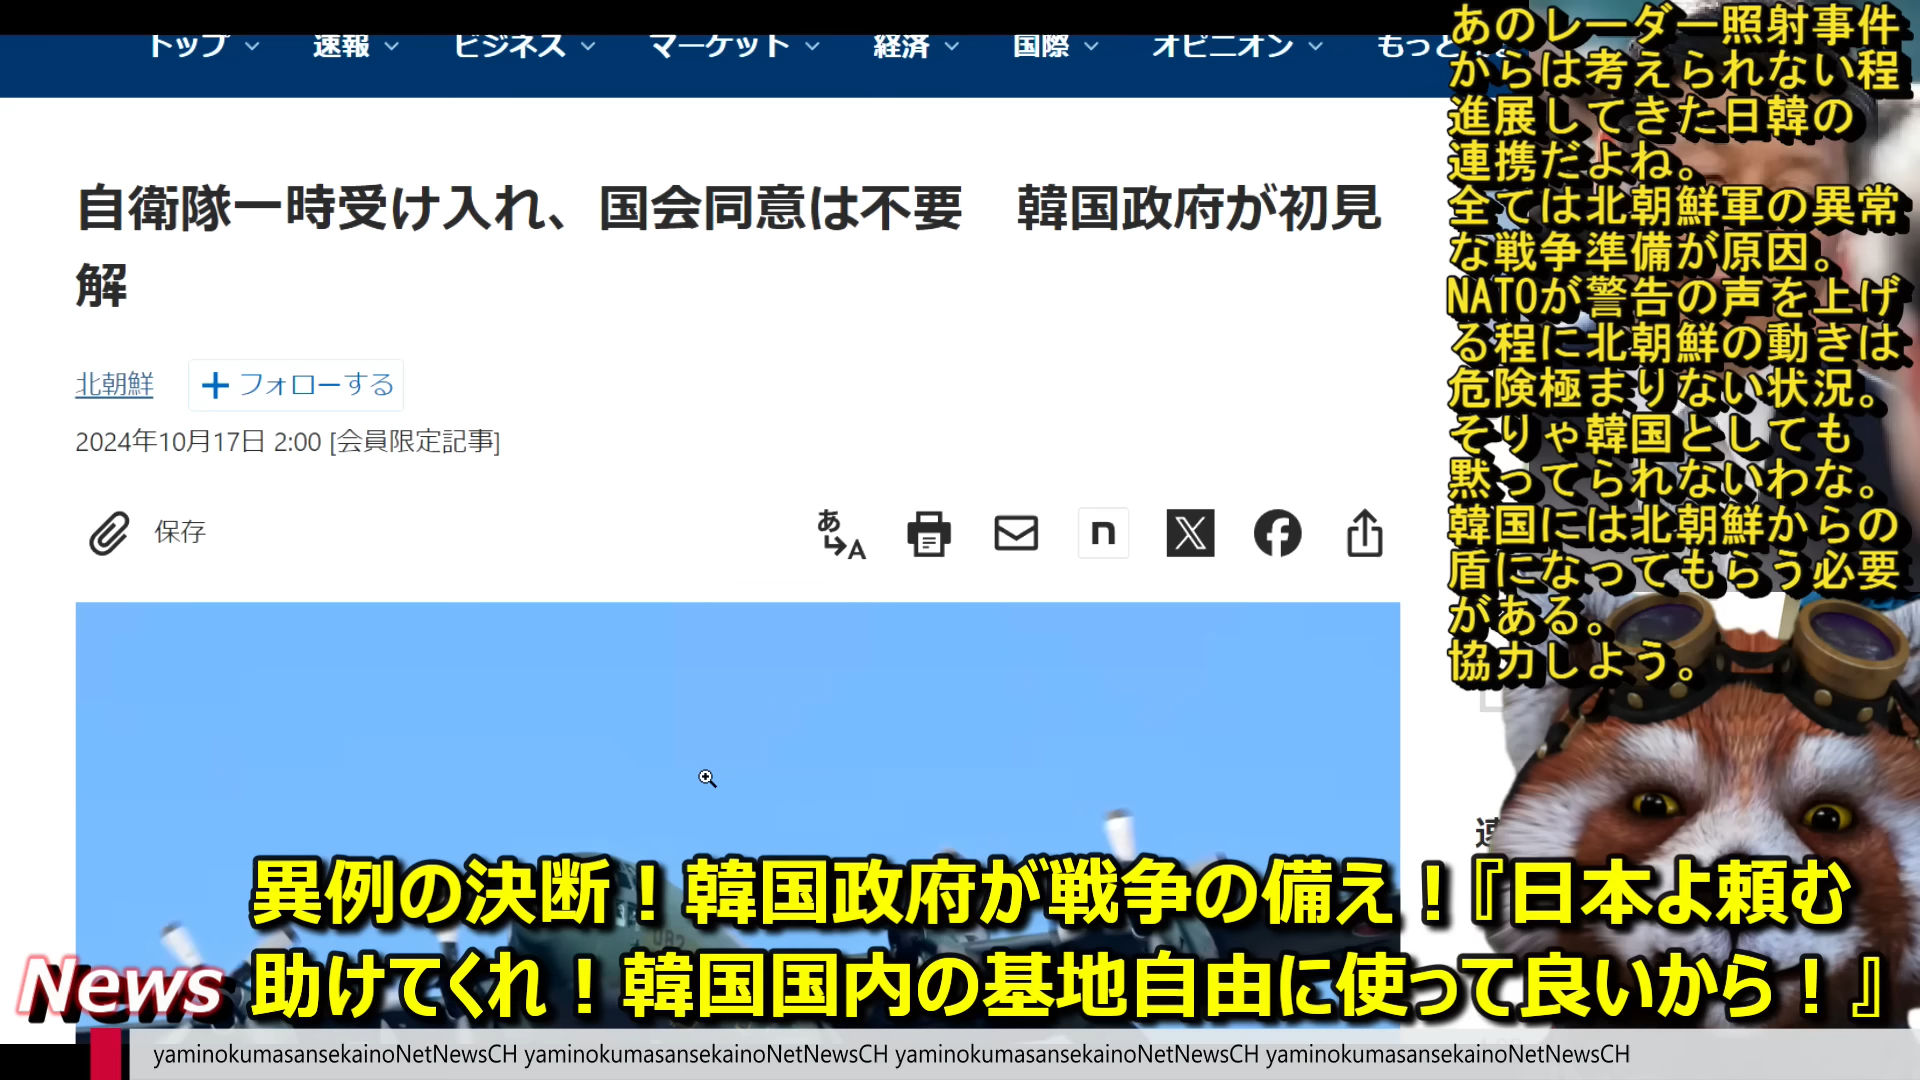 トップ 速報 ビジネス マーケット 経済 国際 オピニオン もっと
自衛隊一時受け入れ、国会同意は不要　韓国政府が初見
解
北朝鮮 フォローする
2024年10月17日 2:00 [会員限定記事]
保存
あのレーダー照射事件
からは考えられない程
進展してきた日韓の
連携だよね。
全ては北朝鮮軍の異常
な戦争準備が原因。
NATOが警告の声を上げ
る程に北朝鮮の動きは
危険極まりない状況。
そりゃ韓国としても
黙ってられないわな。
韓国には北朝鮮からの
盾になってもらう必要
がある。
協力しよう。
異例の決断！韓国政府が戦争の備え！『日本よ頼む
助けてくれ！韓国国内の基地自由に使って良いから！』
News
yaminokumasansekainoNetNewsCH yaminokumasansekainoNetNewsCH yaminokumasansekainoNetNewsCH yaminokumasansekainoNetNewsCH